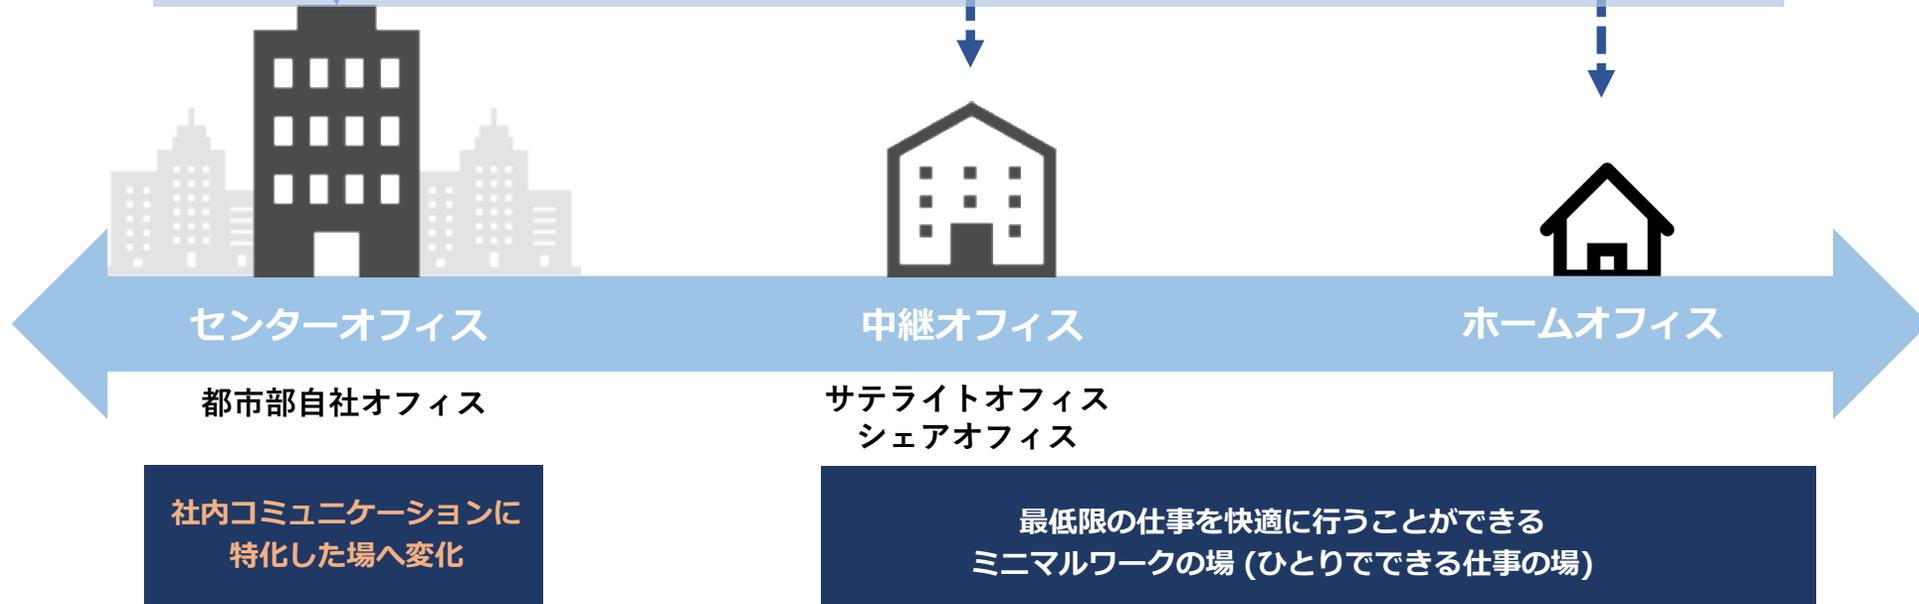 センターオフィス
中継オフィス
ホームオフィス
都市部自社オフィス
サテライトオフィス
シェアオフィス
社内コミュニケーションに
特化した場へ変化
最低限の仕事を快適に行うことができる
ミニマルワークの場 (ひとりでできる仕事の場)